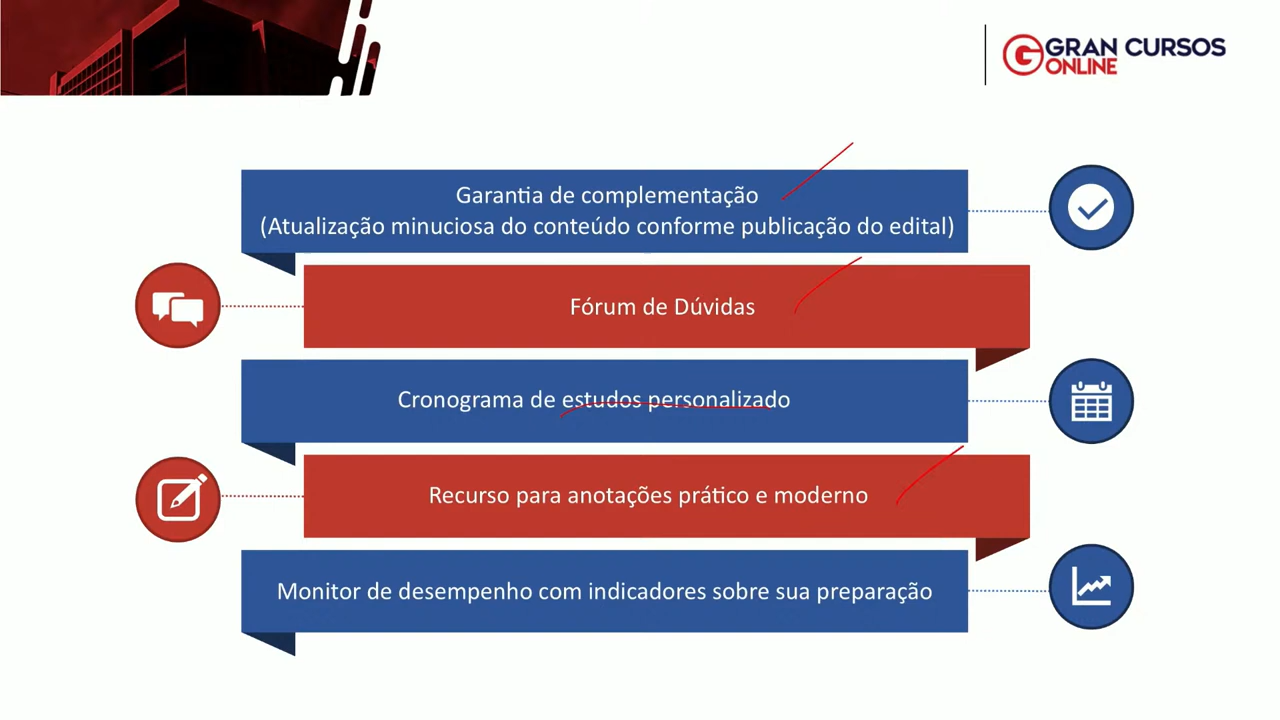 GRAN CURSOS
ONLINE
Garantia de complementação
(Atualização minuciosa do conteúdo conforme publicação do edital)
Fórum de Dúvidas
Cronograma de estudos personalizado
Recurso para anotações prático e moderno
Monitor de desempenho com indicadores sobre sua preparação